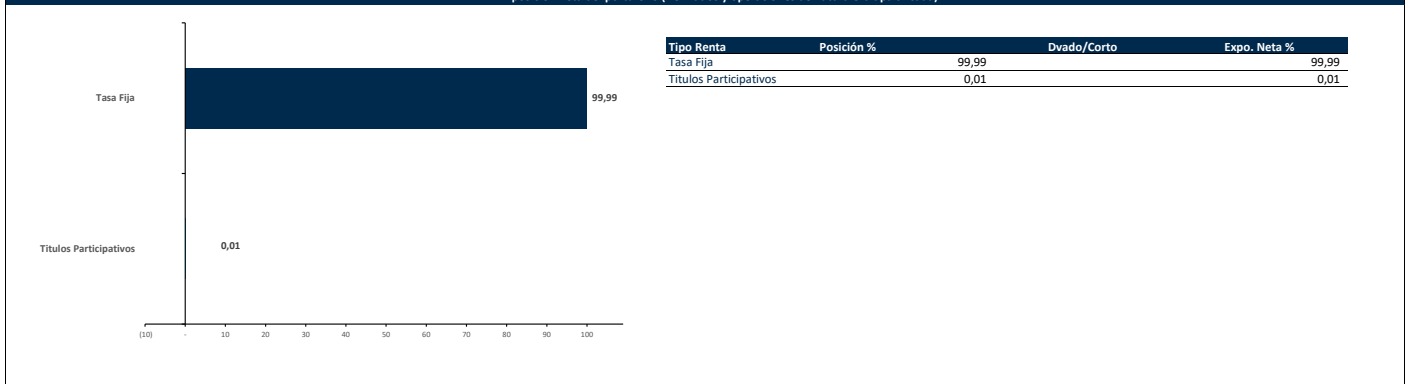 Tasa Fija
99,99
Titulos Participativos
0,01
(10) - 10 20 30 40 50 60 70 80 90 100
Tipo Renta Posición % Dvado/Corto Expo. Neta %
Tasa Fija 99,99 99,99
Titulos Participativos 0,01 0,01